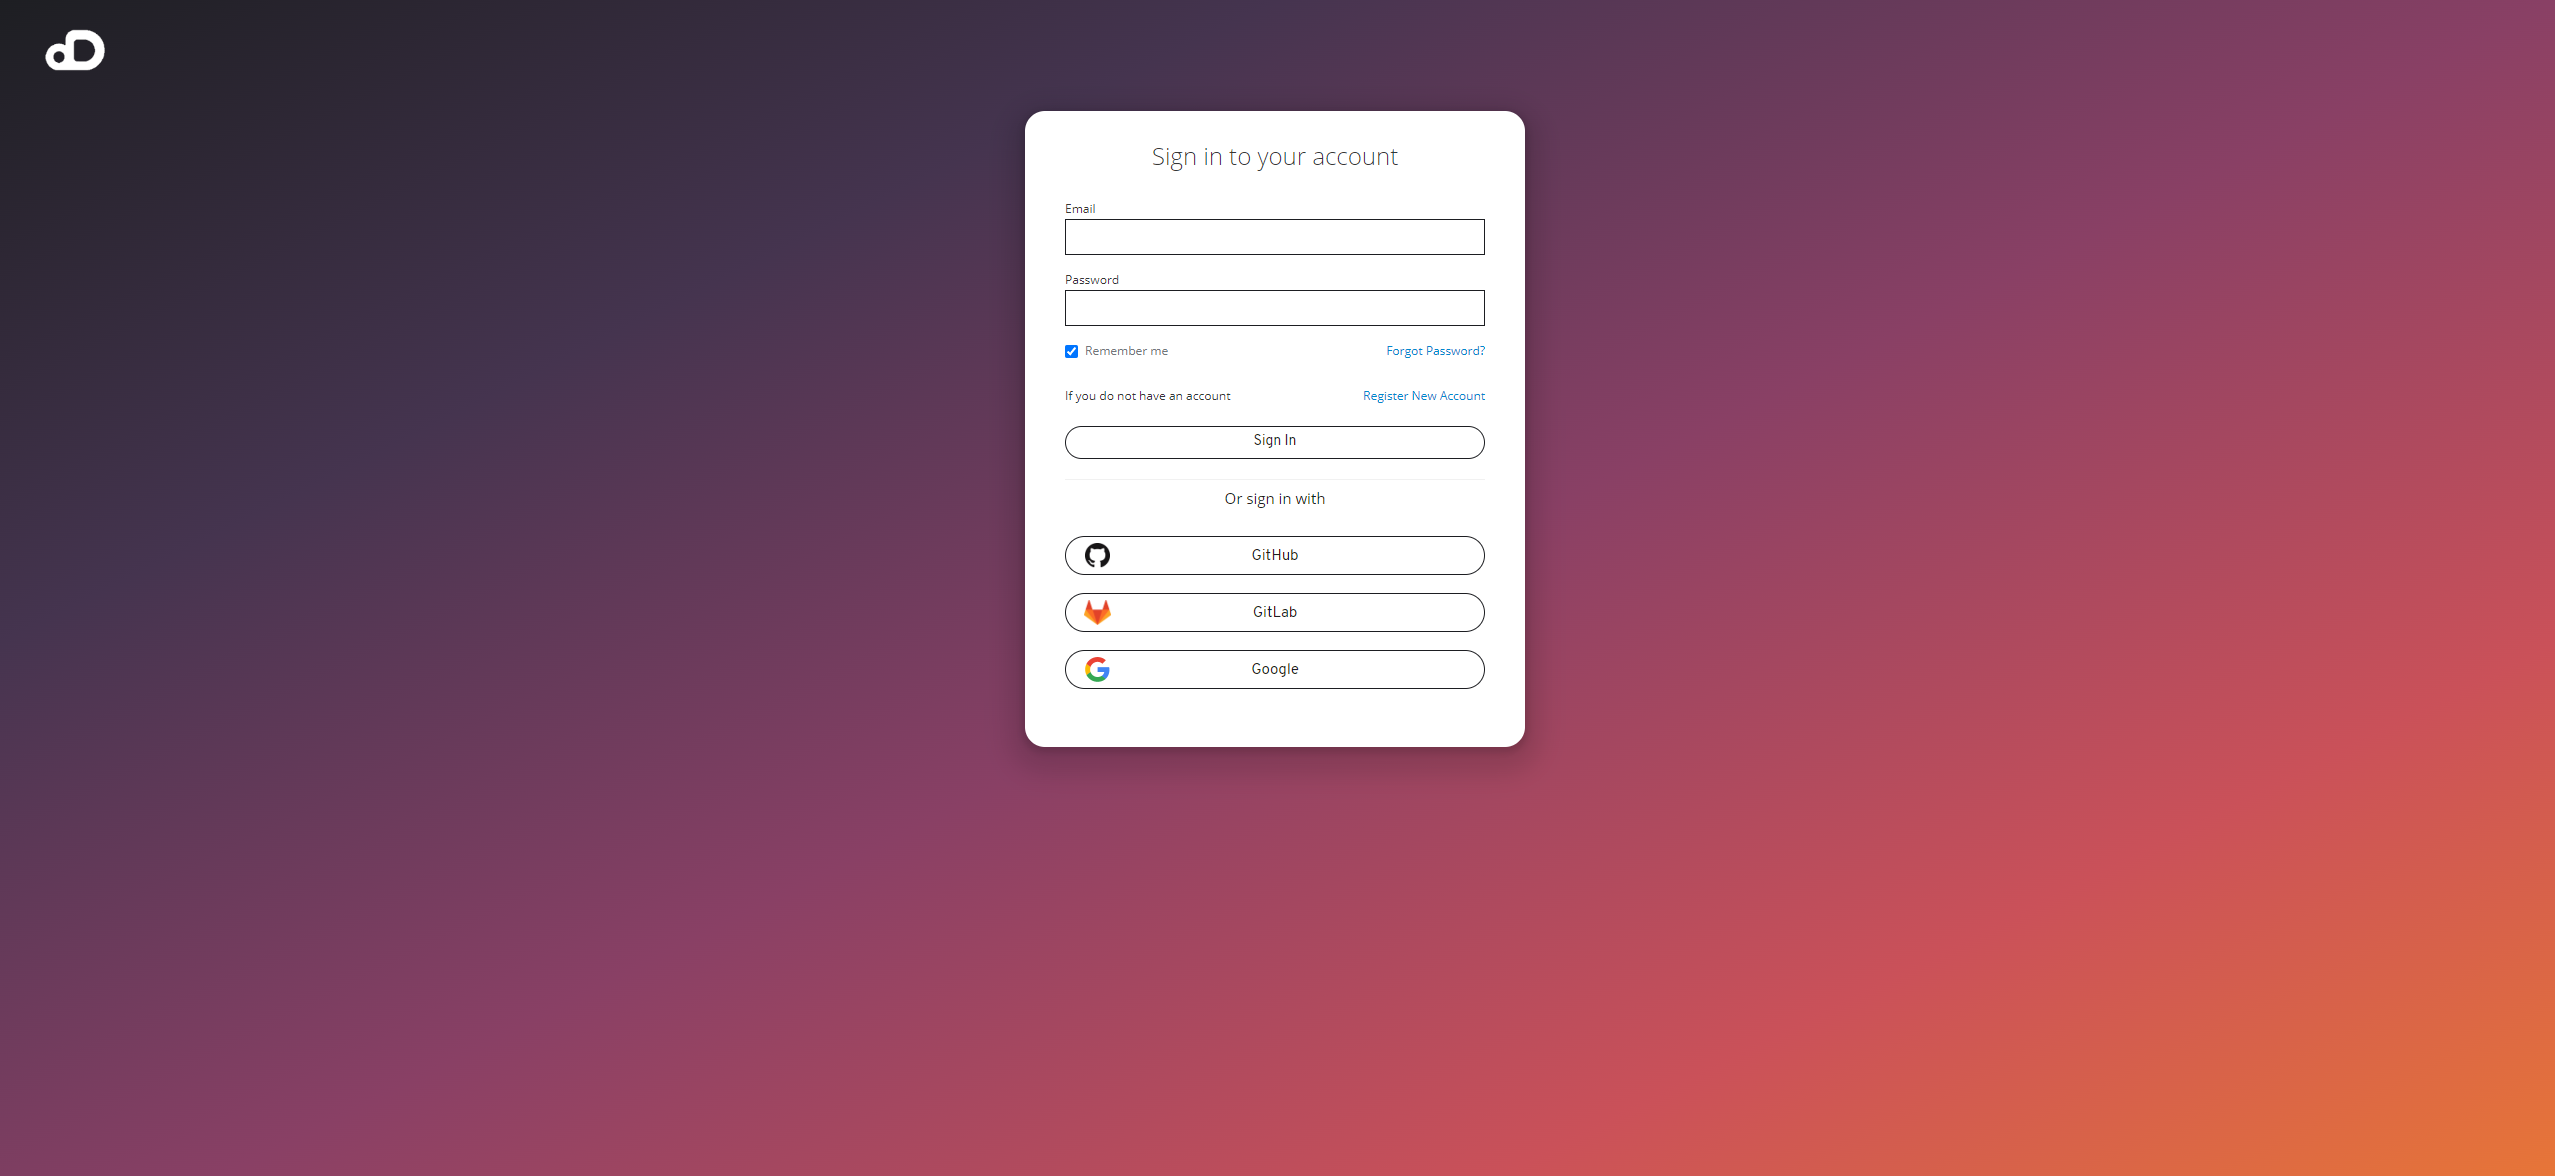 Sign in to your account
Email
Password
Remember me
Forgot Password?
If you do not have an account
Register New Account
Sign In
Or sign in with
GitHub
GitLab
Google